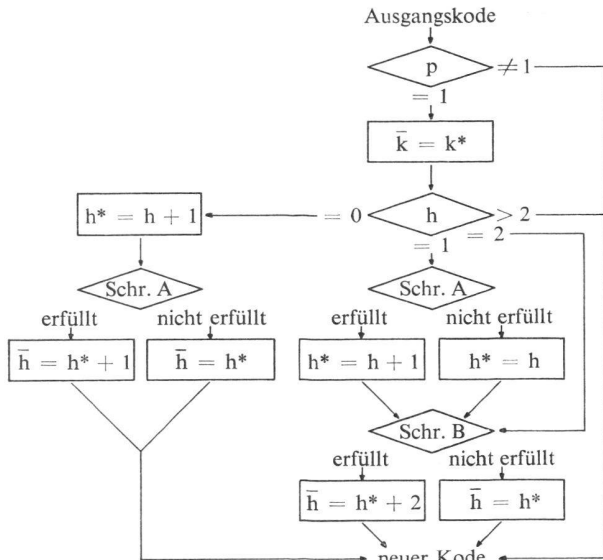 Ausgangskode
p ≠ 1
= 1
k̄ = k*
h* = h + 1 = 0 h > 2
= 2
= 1
Schr. A Schr. A
erfüllt nicht erfüllt erfüllt nicht erfüllt
h̄ = h* + 1 h̄ = h* h* = h + 1 h* = h
Schr. B
erfüllt nicht erfüllt
h̄ = h* + 2 h̄ = h*
neuer Kode